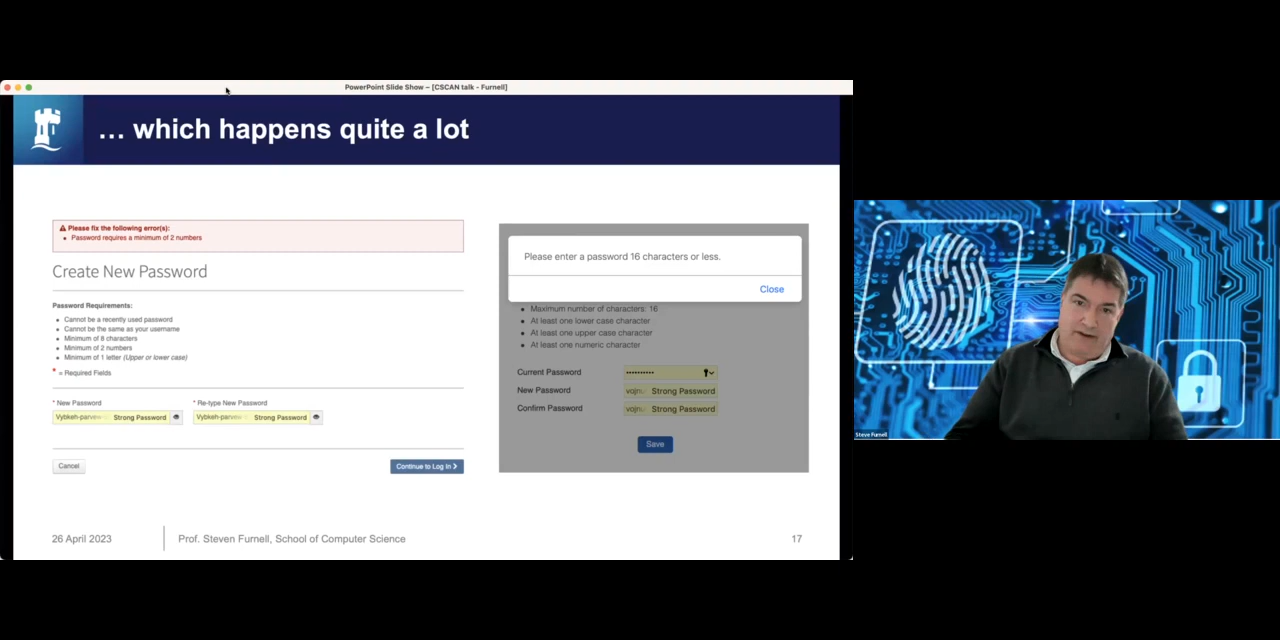 PowerPoint Slide Show – [CSCAN talk - Furnell]
... which happens quite a lot
Please fix the following error(s):
Password requires a minimum of 2 numbers
Create New Password
Password Requirements:
Cannot be a recently used password
Cannot be the same as your username
Minimum of 8 characters
Minimum of 2 numbers
Minimum of 1 letter (Upper or lower case)
* = Required Fields
* New Password
* Re-type New Password
Strong Password
Strong Password
Cancel
Continue to Log In
Please enter a password 16 characters or less.
Close
Maximum number of characters: 16
At least one lower case character
At least one upper case character
At least one numeric character
Current Password
New Password
Strong Password
Confirm Password
Strong Password
Save
26 April 2023
Prof. Steven Furnell, School of Computer Science
17
Steve Furnell